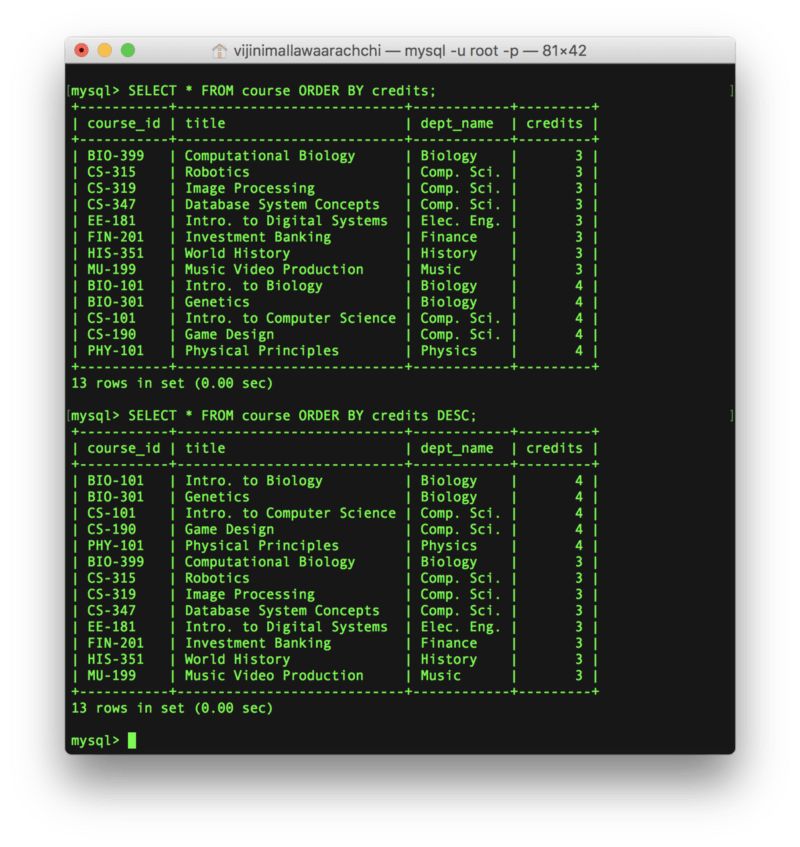 vijinimallawaarachchi — mysql -u root -p — 81×42
[mysql> SELECT * FROM course ORDER BY credits; ]
+-----------+----------------------------+------------+---------+
| course_id | title                      | dept_name  | credits |
+-----------+----------------------------+------------+---------+
| BIO-399   | Computational Biology      | Biology    |       3 |
| CS-315    | Robotics                   | Comp. Sci. |       3 |
| CS-319    | Image Processing           | Comp. Sci. |       3 |
| CS-347    | Database System Concepts   | Comp. Sci. |       3 |
| EE-181    | Intro. to Digital Systems  | Elec. Eng. |       3 |
| FIN-201   | Investment Banking         | Finance    |       3 |
| HIS-351   | World History              | History    |       3 |
| MU-199    | Music Video Production     | Music      |       3 |
| BIO-101   | Intro. to Biology          | Biology    |       4 |
| BIO-301   | Genetics                   | Biology    |       4 |
| CS-101    | Intro. to Computer Science | Comp. Sci. |       4 |
| CS-190    | Game Design                | Comp. Sci. |       4 |
| PHY-101   | Physical Principles        | Physics    |       4 |
+-----------+----------------------------+------------+---------+
13 rows in set (0.00 sec)
[mysql> SELECT * FROM course ORDER BY credits DESC; ]
+-----------+----------------------------+------------+---------+
| course_id | title                      | dept_name  | credits |
+-----------+----------------------------+------------+---------+
| BIO-101   | Intro. to Biology          | Biology    |       4 |
| BIO-301   | Genetics                   | Biology    |       4 |
| CS-101    | Intro. to Computer Science | Comp. Sci. |       4 |
| CS-190    | Game Design                | Comp. Sci. |       4 |
| PHY-101   | Physical Principles        | Physics    |       4 |
| BIO-399   | Computational Biology      | Biology    |       3 |
| CS-315    | Robotics                   | Comp. Sci. |       3 |
| CS-319    | Image Processing           | Comp. Sci. |       3 |
| CS-347    | Database System Concepts   | Comp. Sci. |       3 |
| EE-181    | Intro. to Digital Systems  | Elec. Eng. |       3 |
| FIN-201   | Investment Banking         | Finance    |       3 |
| HIS-351   | World History              | History    |       3 |
| MU-199    | Music Video Production     | Music      |       3 |
+-----------+----------------------------+------------+---------+
13 rows in set (0.00 sec)
mysql>